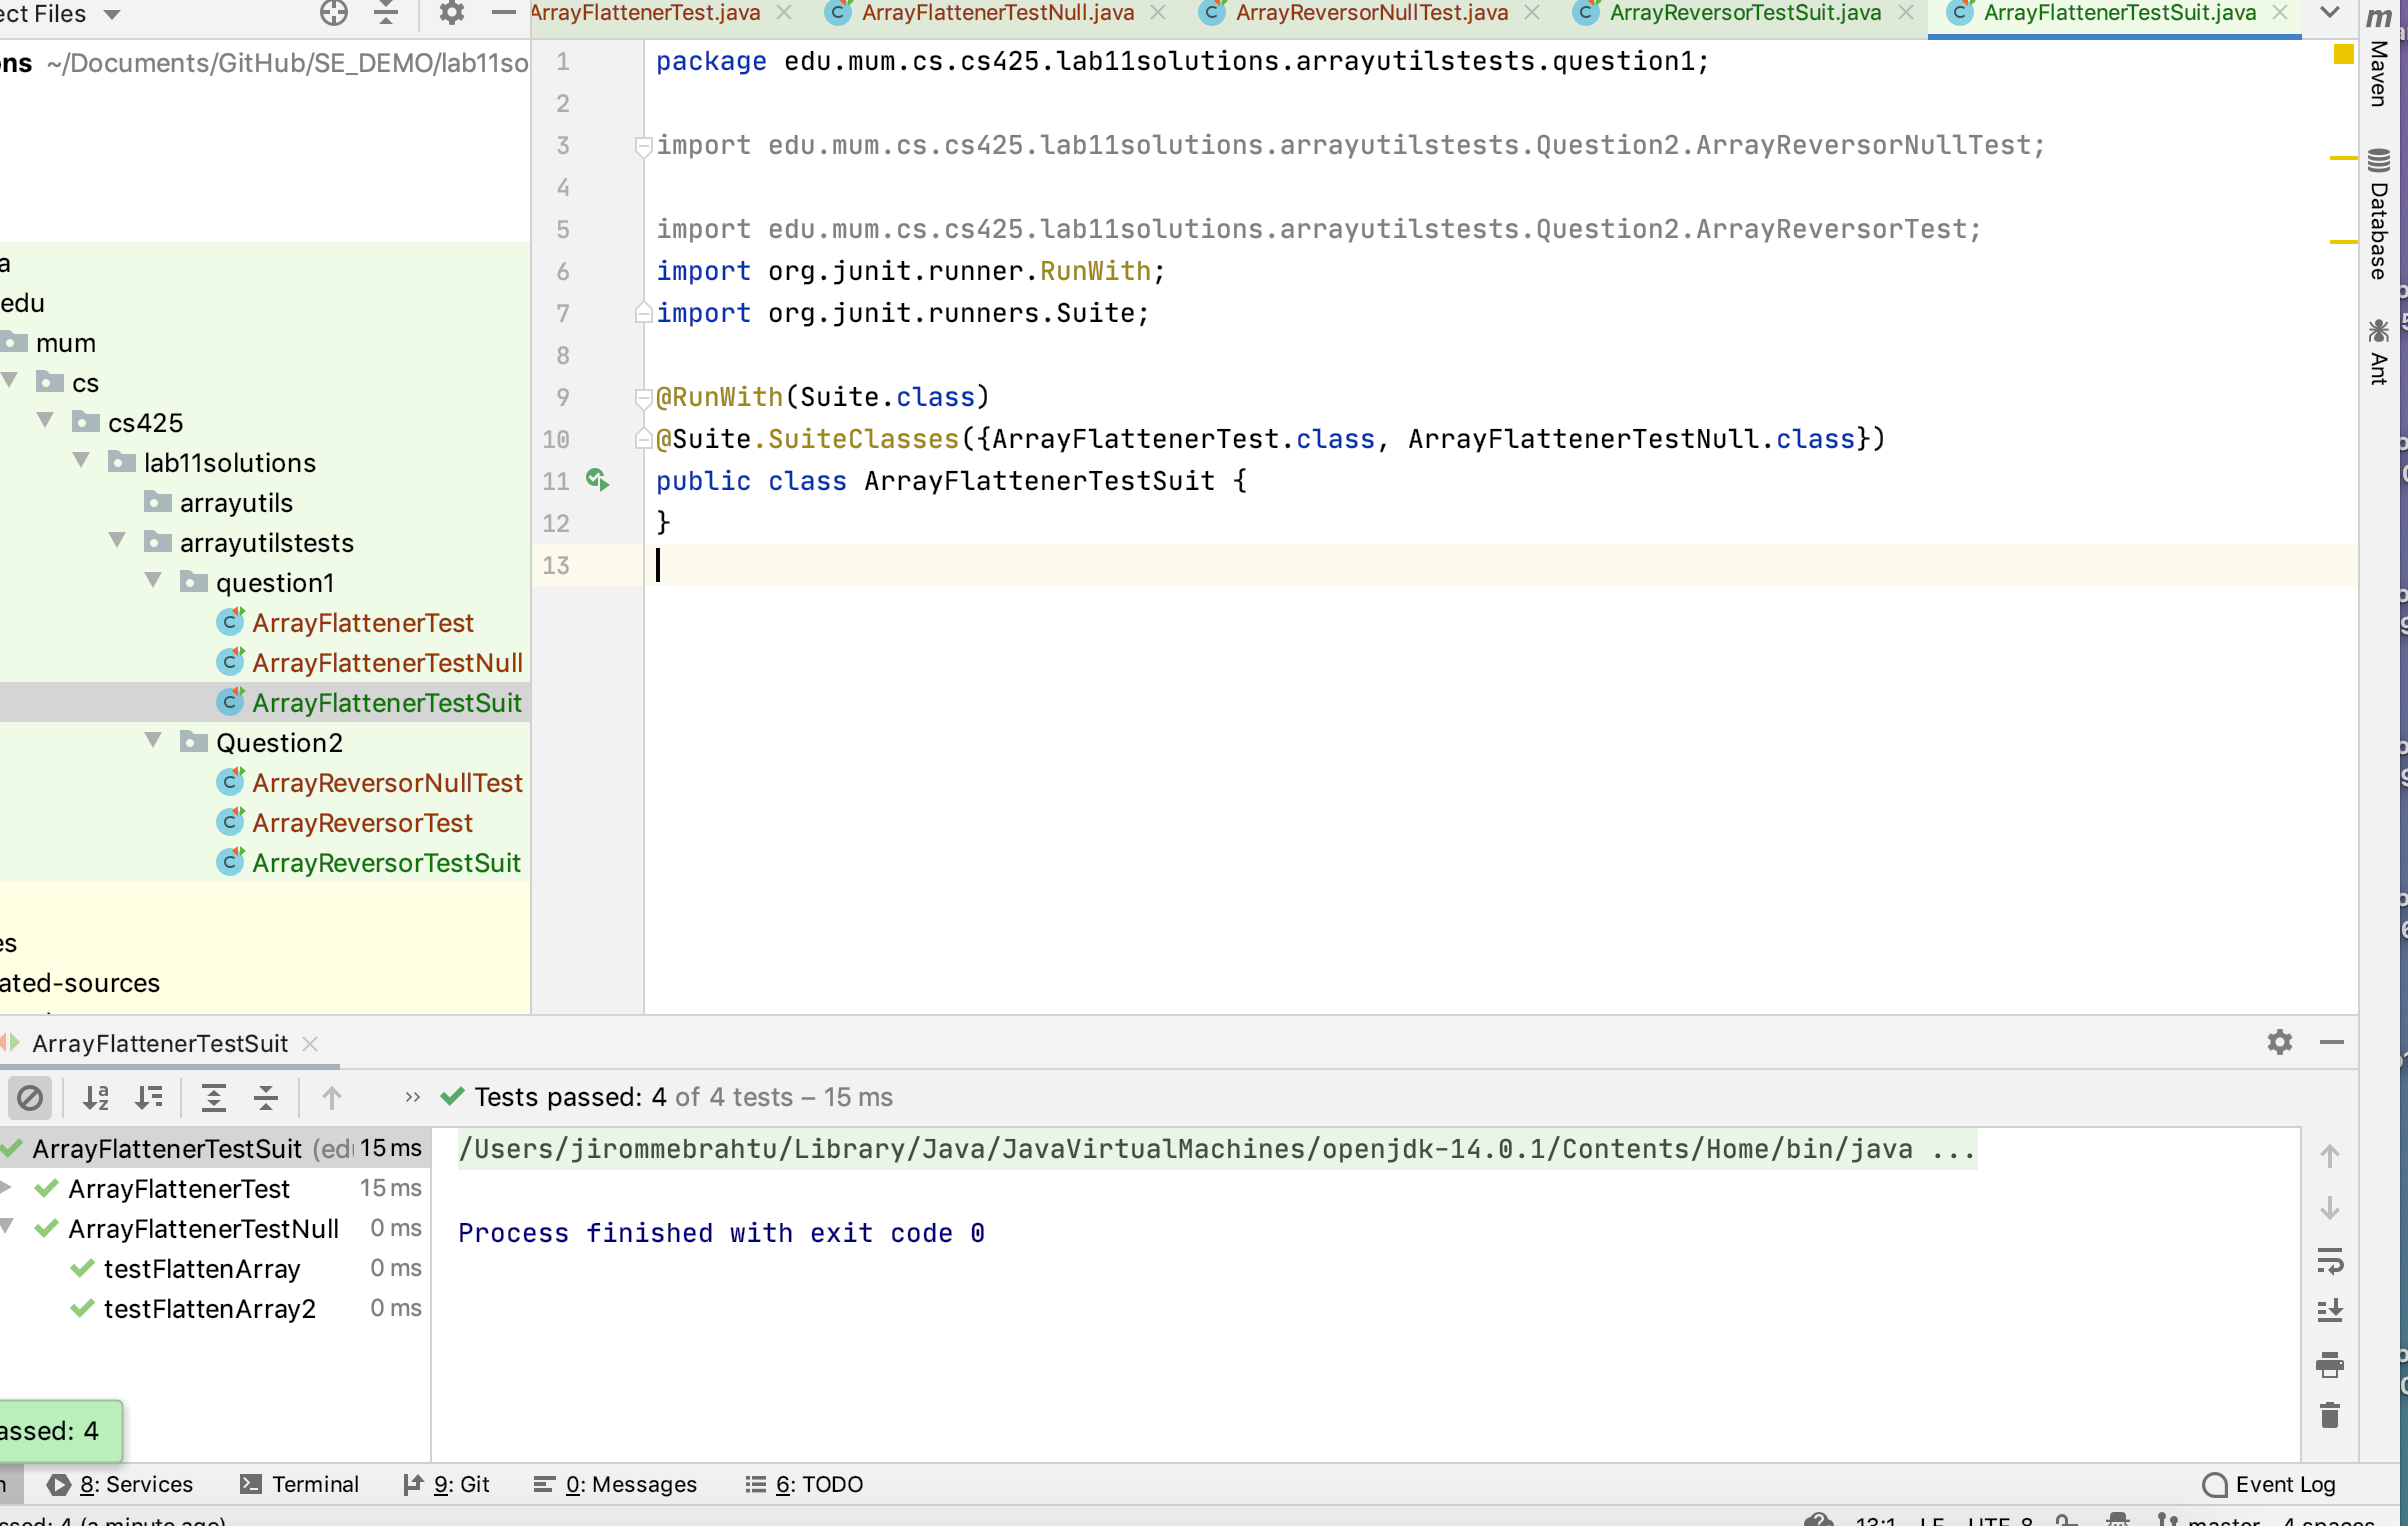 ect Files
ArrayFlattenerTest.java
ArrayFlattenerTestNull.java
ArrayReversorNullTest.java
ArrayReversorTestSuit.java
ArrayFlattenerTestSuit.java
ns ~/Documents/GitHub/SE_DEMO/lab11so
a
edu
mum
cs
cs425
lab11solutions
arrayutils
arrayutilstests
question1
ArrayFlattenerTest
ArrayFlattenerTestNull
ArrayFlattenerTestSuit
Question2
ArrayReversorNullTest
ArrayReversorTest
ArrayReversorTestSuit
es
ated-sources
1 package edu.mum.cs.cs425.lab11solutions.arrayutilstests.question1;
2
3 import edu.mum.cs.cs425.lab11solutions.arrayutilstests.Question2.ArrayReversorNullTest;
4
5 import edu.mum.cs.cs425.lab11solutions.arrayutilstests.Question2.ArrayReversorTest;
6 import org.junit.runner.RunWith;
7 import org.junit.runners.Suite;
8
9 @RunWith(Suite.class)
10 @Suite.SuiteClasses({ArrayFlattenerTest.class, ArrayFlattenerTestNull.class})
11 public class ArrayFlattenerTestSuit {
12 }
13
m
Maven
Database
Ant
ArrayFlattenerTestSuit
Tests passed: 4 of 4 tests – 15 ms
ArrayFlattenerTestSuit (edu 15 ms
ArrayFlattenerTest 15 ms
ArrayFlattenerTestNull 0 ms
testFlattenArray 0 ms
testFlattenArray2 0 ms
/Users/jirommebrahtu/Library/Java/JavaVirtualMachines/openjdk-14.0.1/Contents/Home/bin/java ...
Process finished with exit code 0
assed: 4
8: Services
Terminal
9: Git
0: Messages
6: TODO
Event Log
ssed: 4 (a minute ago)
13:1 LF UTF-8 master 4 spaces